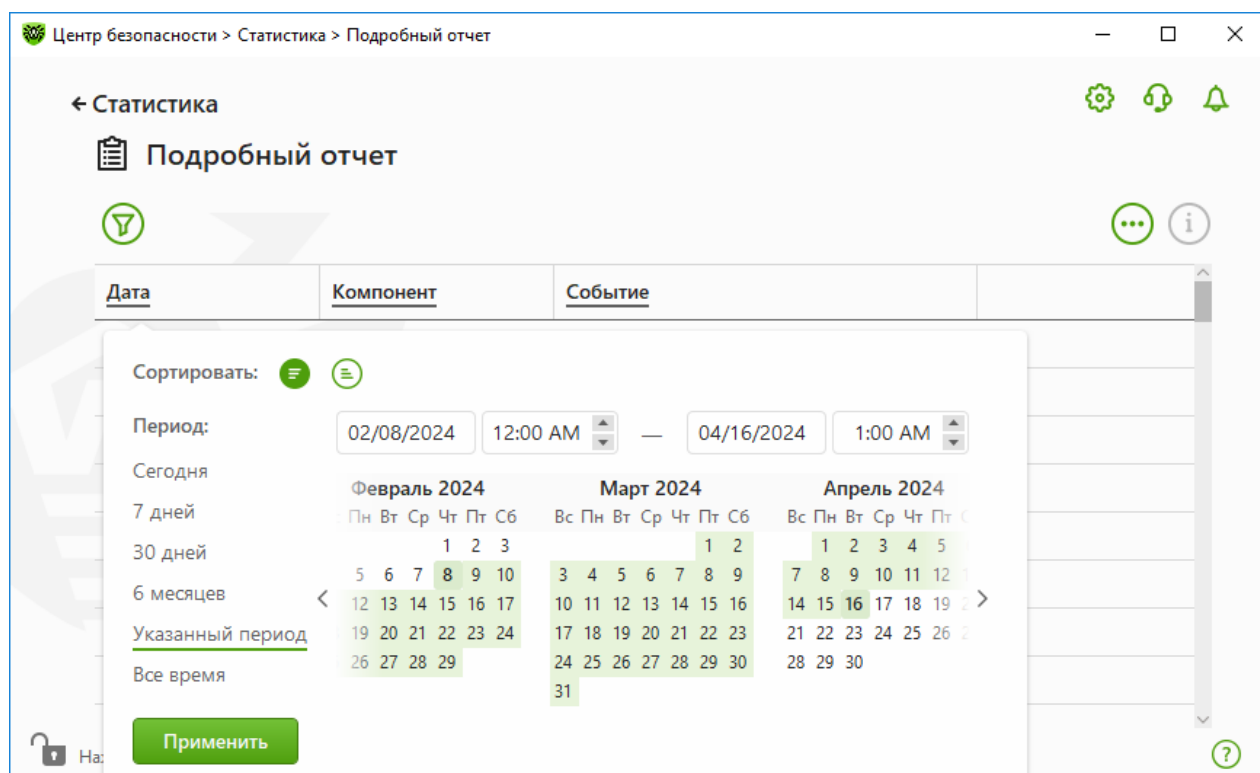 Центр безопасности > Статистика > Подробный отчет
Статистика
Подробный отчет
Дата Компонент Событие
Сортировать:
Период:
02/08/2024 12:00 AM — 04/16/2024 1:00 AM
Сегодня
7 дней
30 дней
6 месяцев
Указанный период
Все время
Февраль 2024 Март 2024 Апрель 2024
Пн Вт Ср Чт Пт Сб Вс Пн Вт Ср Чт Пт Сб Вс Пн Вт Ср Чт Пт
1 2 3 1 2 1 2 3 4 5
5 6 7 8 9 10 3 4 5 6 7 8 9 7 8 9 10 11 12
12 13 14 15 16 17 10 11 12 13 14 15 16 14 15 16 17 18 19
19 20 21 22 23 24 17 18 19 20 21 22 23 21 22 23 24 25 26
26 27 28 29 24 25 26 27 28 29 30 28 29 30
31
Применить